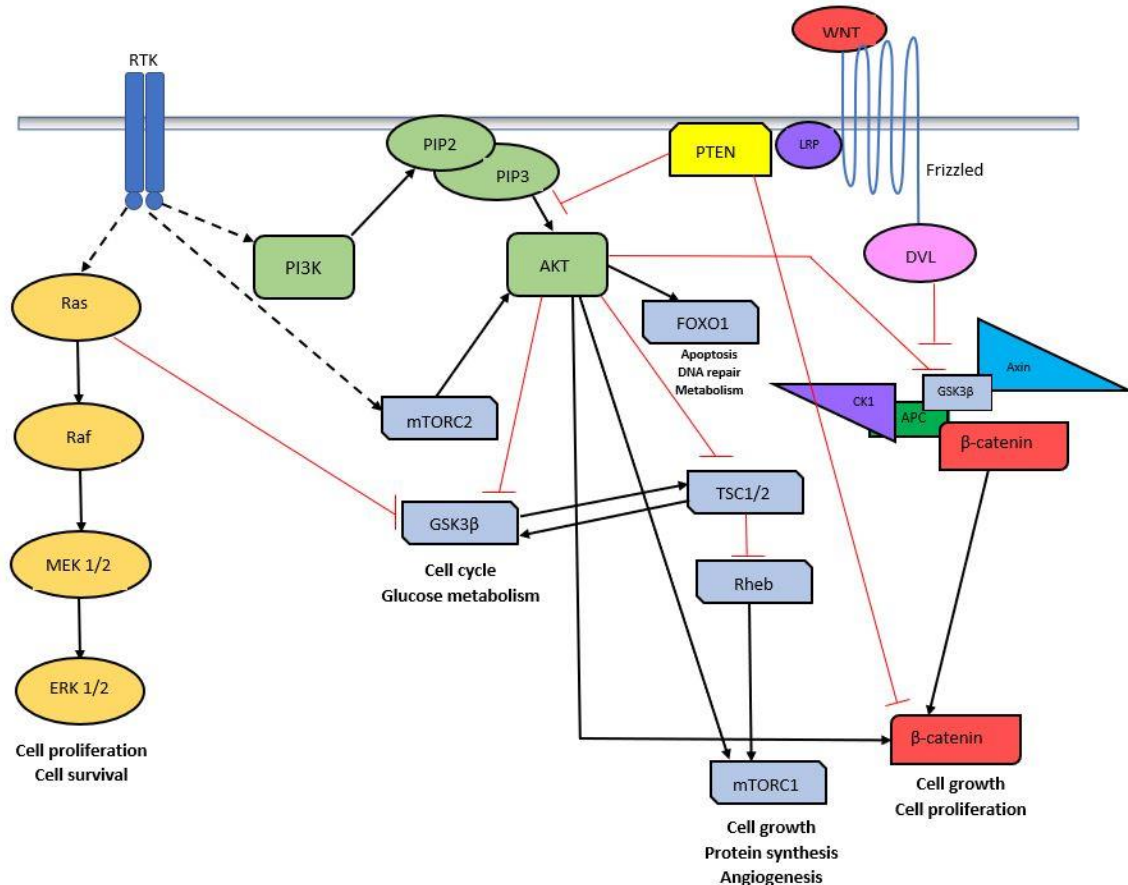 WNT
RTK
PIP2
PTEN
LRP
PIP3
Frizzled
PI3K
AKT
DVL
Ras
FOXO1
Apoptosis
DNA repair
Metabolism
Axin
GSK3β
CK1
APC
mTORC2
Raf
β-catenin
TSC1/2
GSK3β
MEK 1/2
Cell cycle
Glucose metabolism
Rheb
ERK 1/2
Cell proliferation
Cell survival
β-catenin
Cell growth
Cell proliferation
mTORC1
Cell growth
Protein synthesis
Angiogenesis